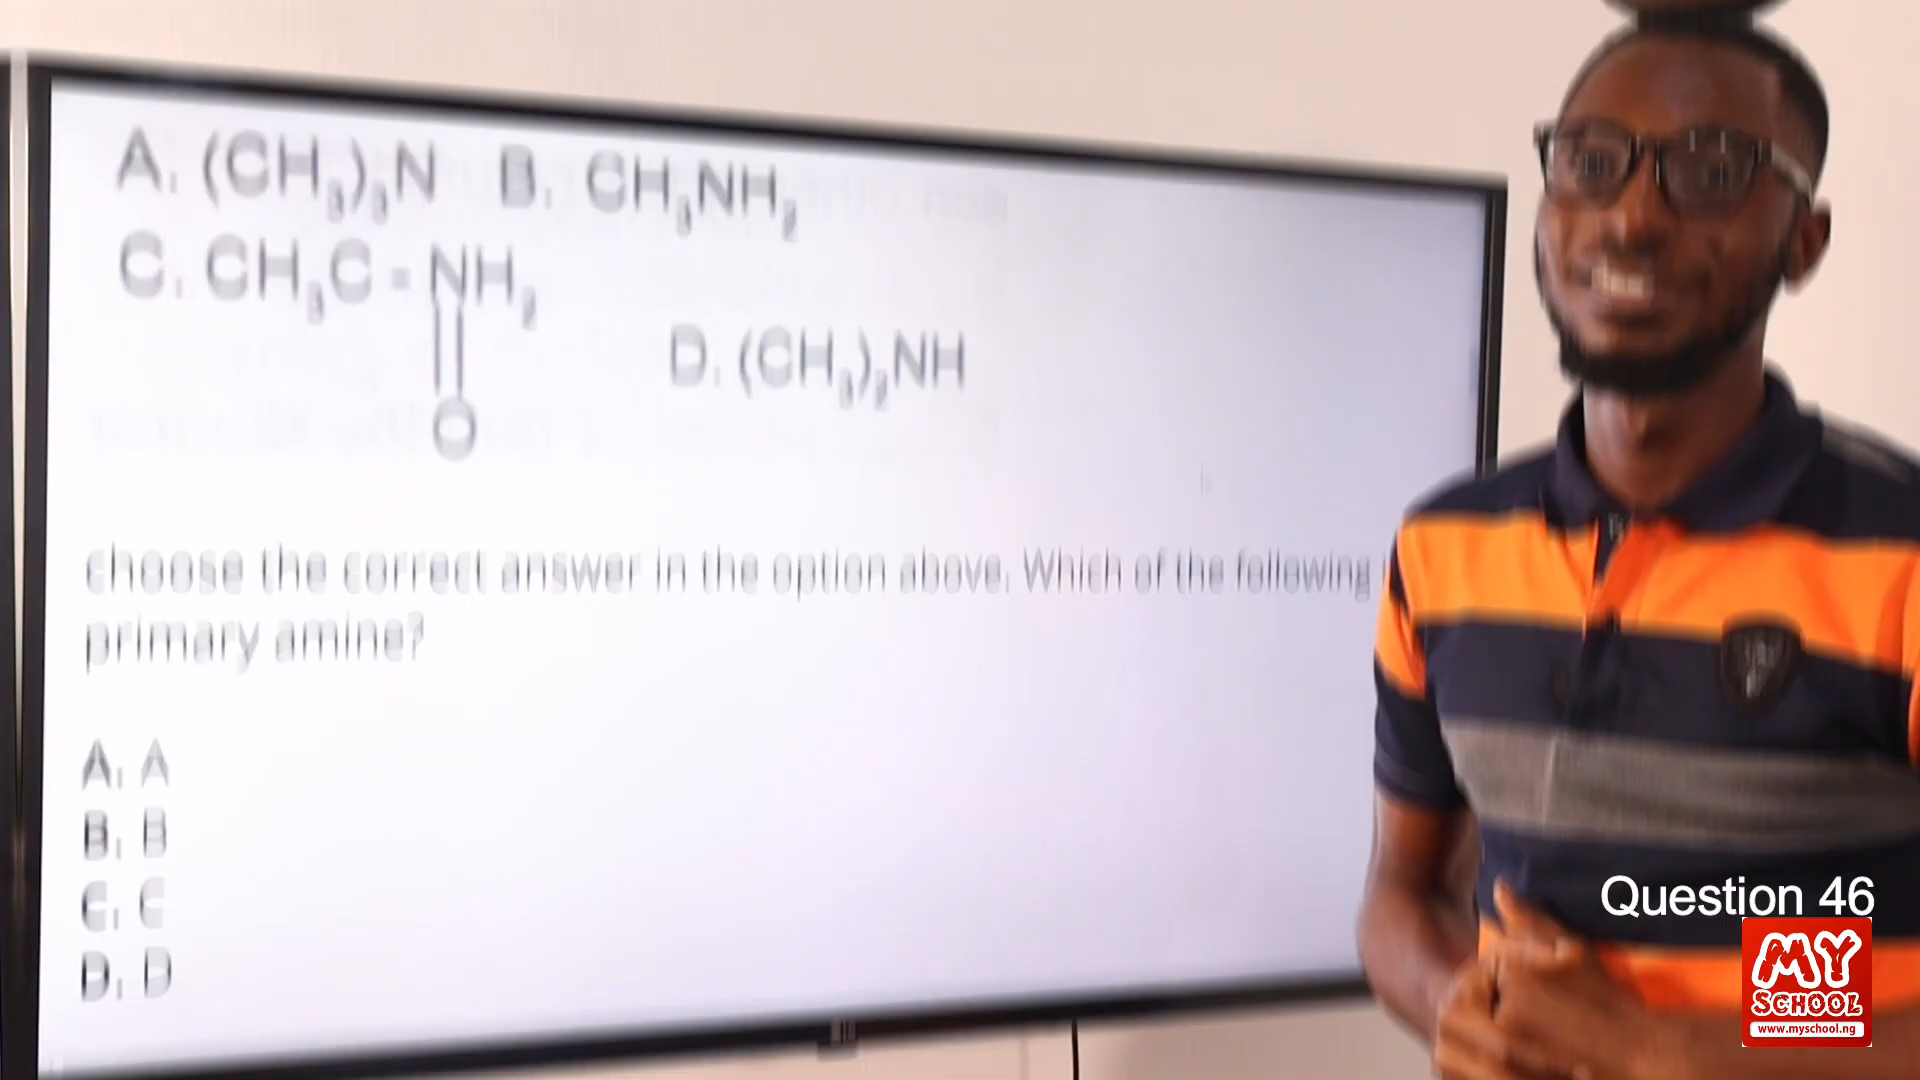 A. (CH₃)₃N B. CH₃NH₂
C. CH₃C - NH₂
O
D. (CH₃)₂NH
choose the correct answer in the option above. Which of the following
primary amine?
A. A
B. B
C. C
D. D
Question 46
MY
SCHOOL
www.myschool.ng